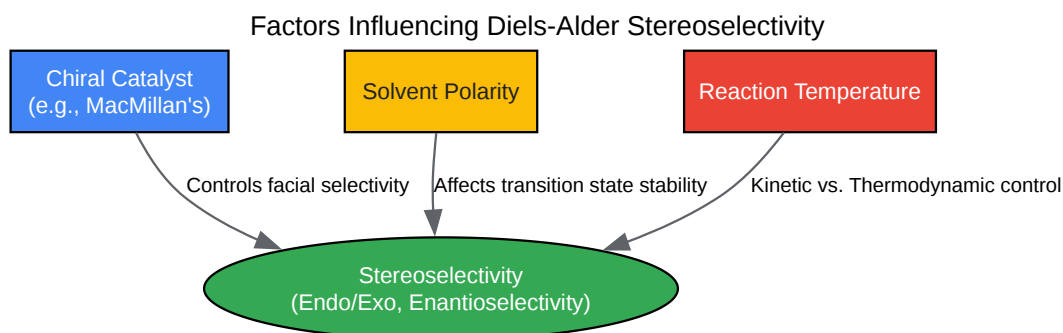 Factors Influencing Diels-Alder Stereoselectivity
Chiral Catalyst
(e.g., MacMillan's)
Solvent Polarity
Reaction Temperature
Controls facial selectivity
Affects transition state stability
Kinetic vs. Thermodynamic control
Stereoselectivity
(Endo/Exo, Enantioselectivity)